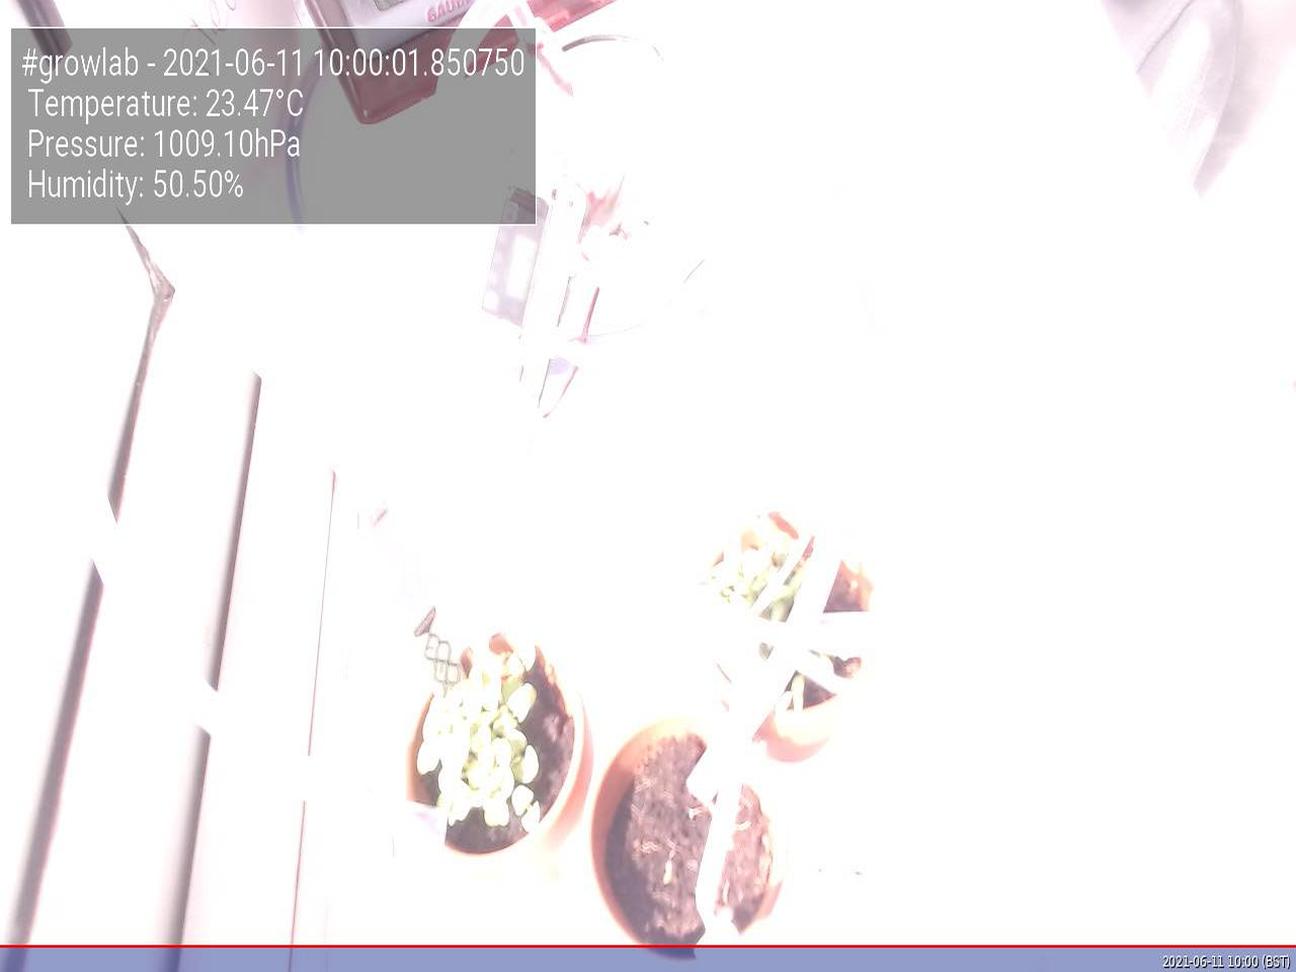 #growlab - 2021-06-11 10:00:01.850750
Temperature: 23.47°C
Pressure: 1009.10hPa
Humidity: 50.50%
2021-06-11 10:00 (BST)